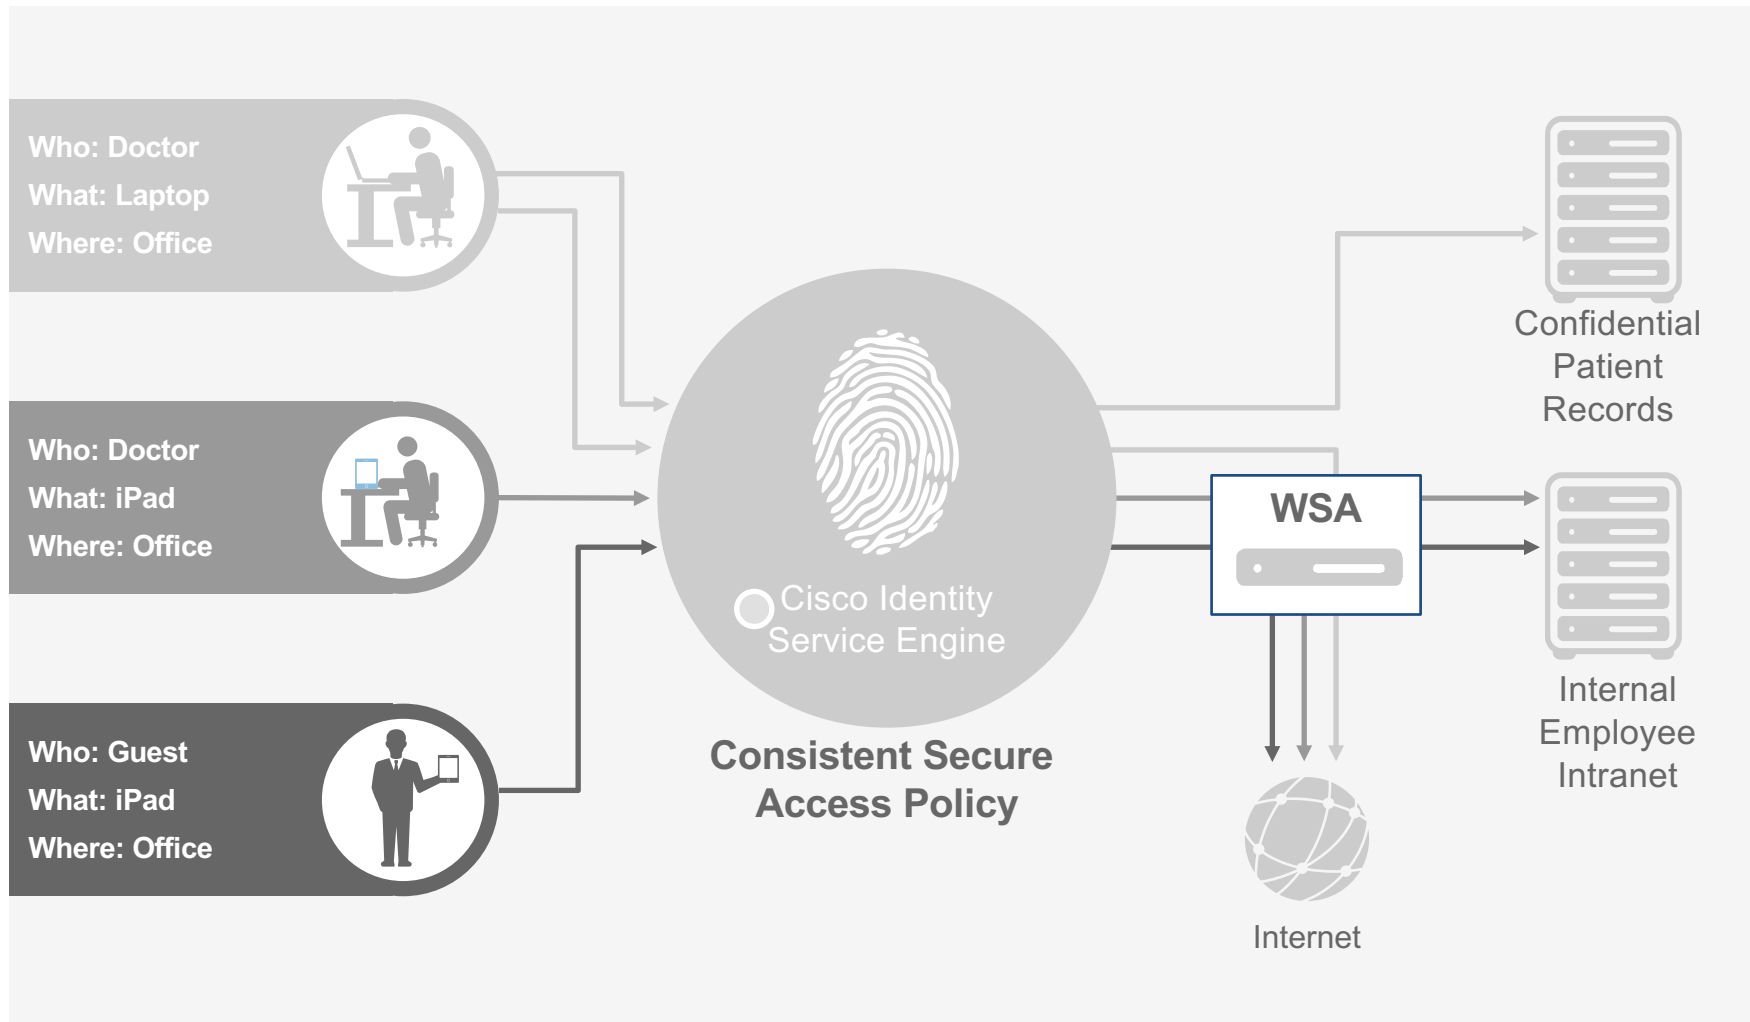 Who: Doctor
What: Laptop
Where: Office
Who: Doctor
What: iPad
Where: Office
Who: Guest
What: iPad
Where: Office
Cisco Identity
Service Engine
Consistent Secure
Access Policy
WSA
Internet
Confidential
Patient
Records
Internal
Employee
Intranet